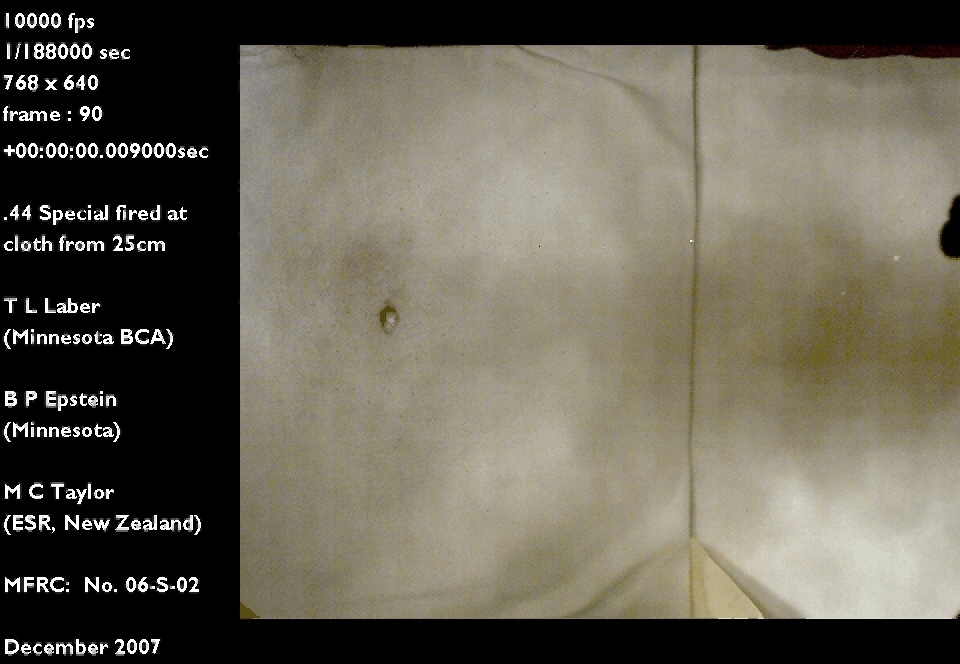 10000 fps
1/188000 sec
768 x 640
frame : 90
+00:00:00.009000sec
.44 Special fired at
cloth from 25cm
T L Laber
(Minnesota BCA)
B P Epstein
(Minnesota)
M C Taylor
(ESR, New Zealand)
MFRC:  No. 06-S-02
December 2007